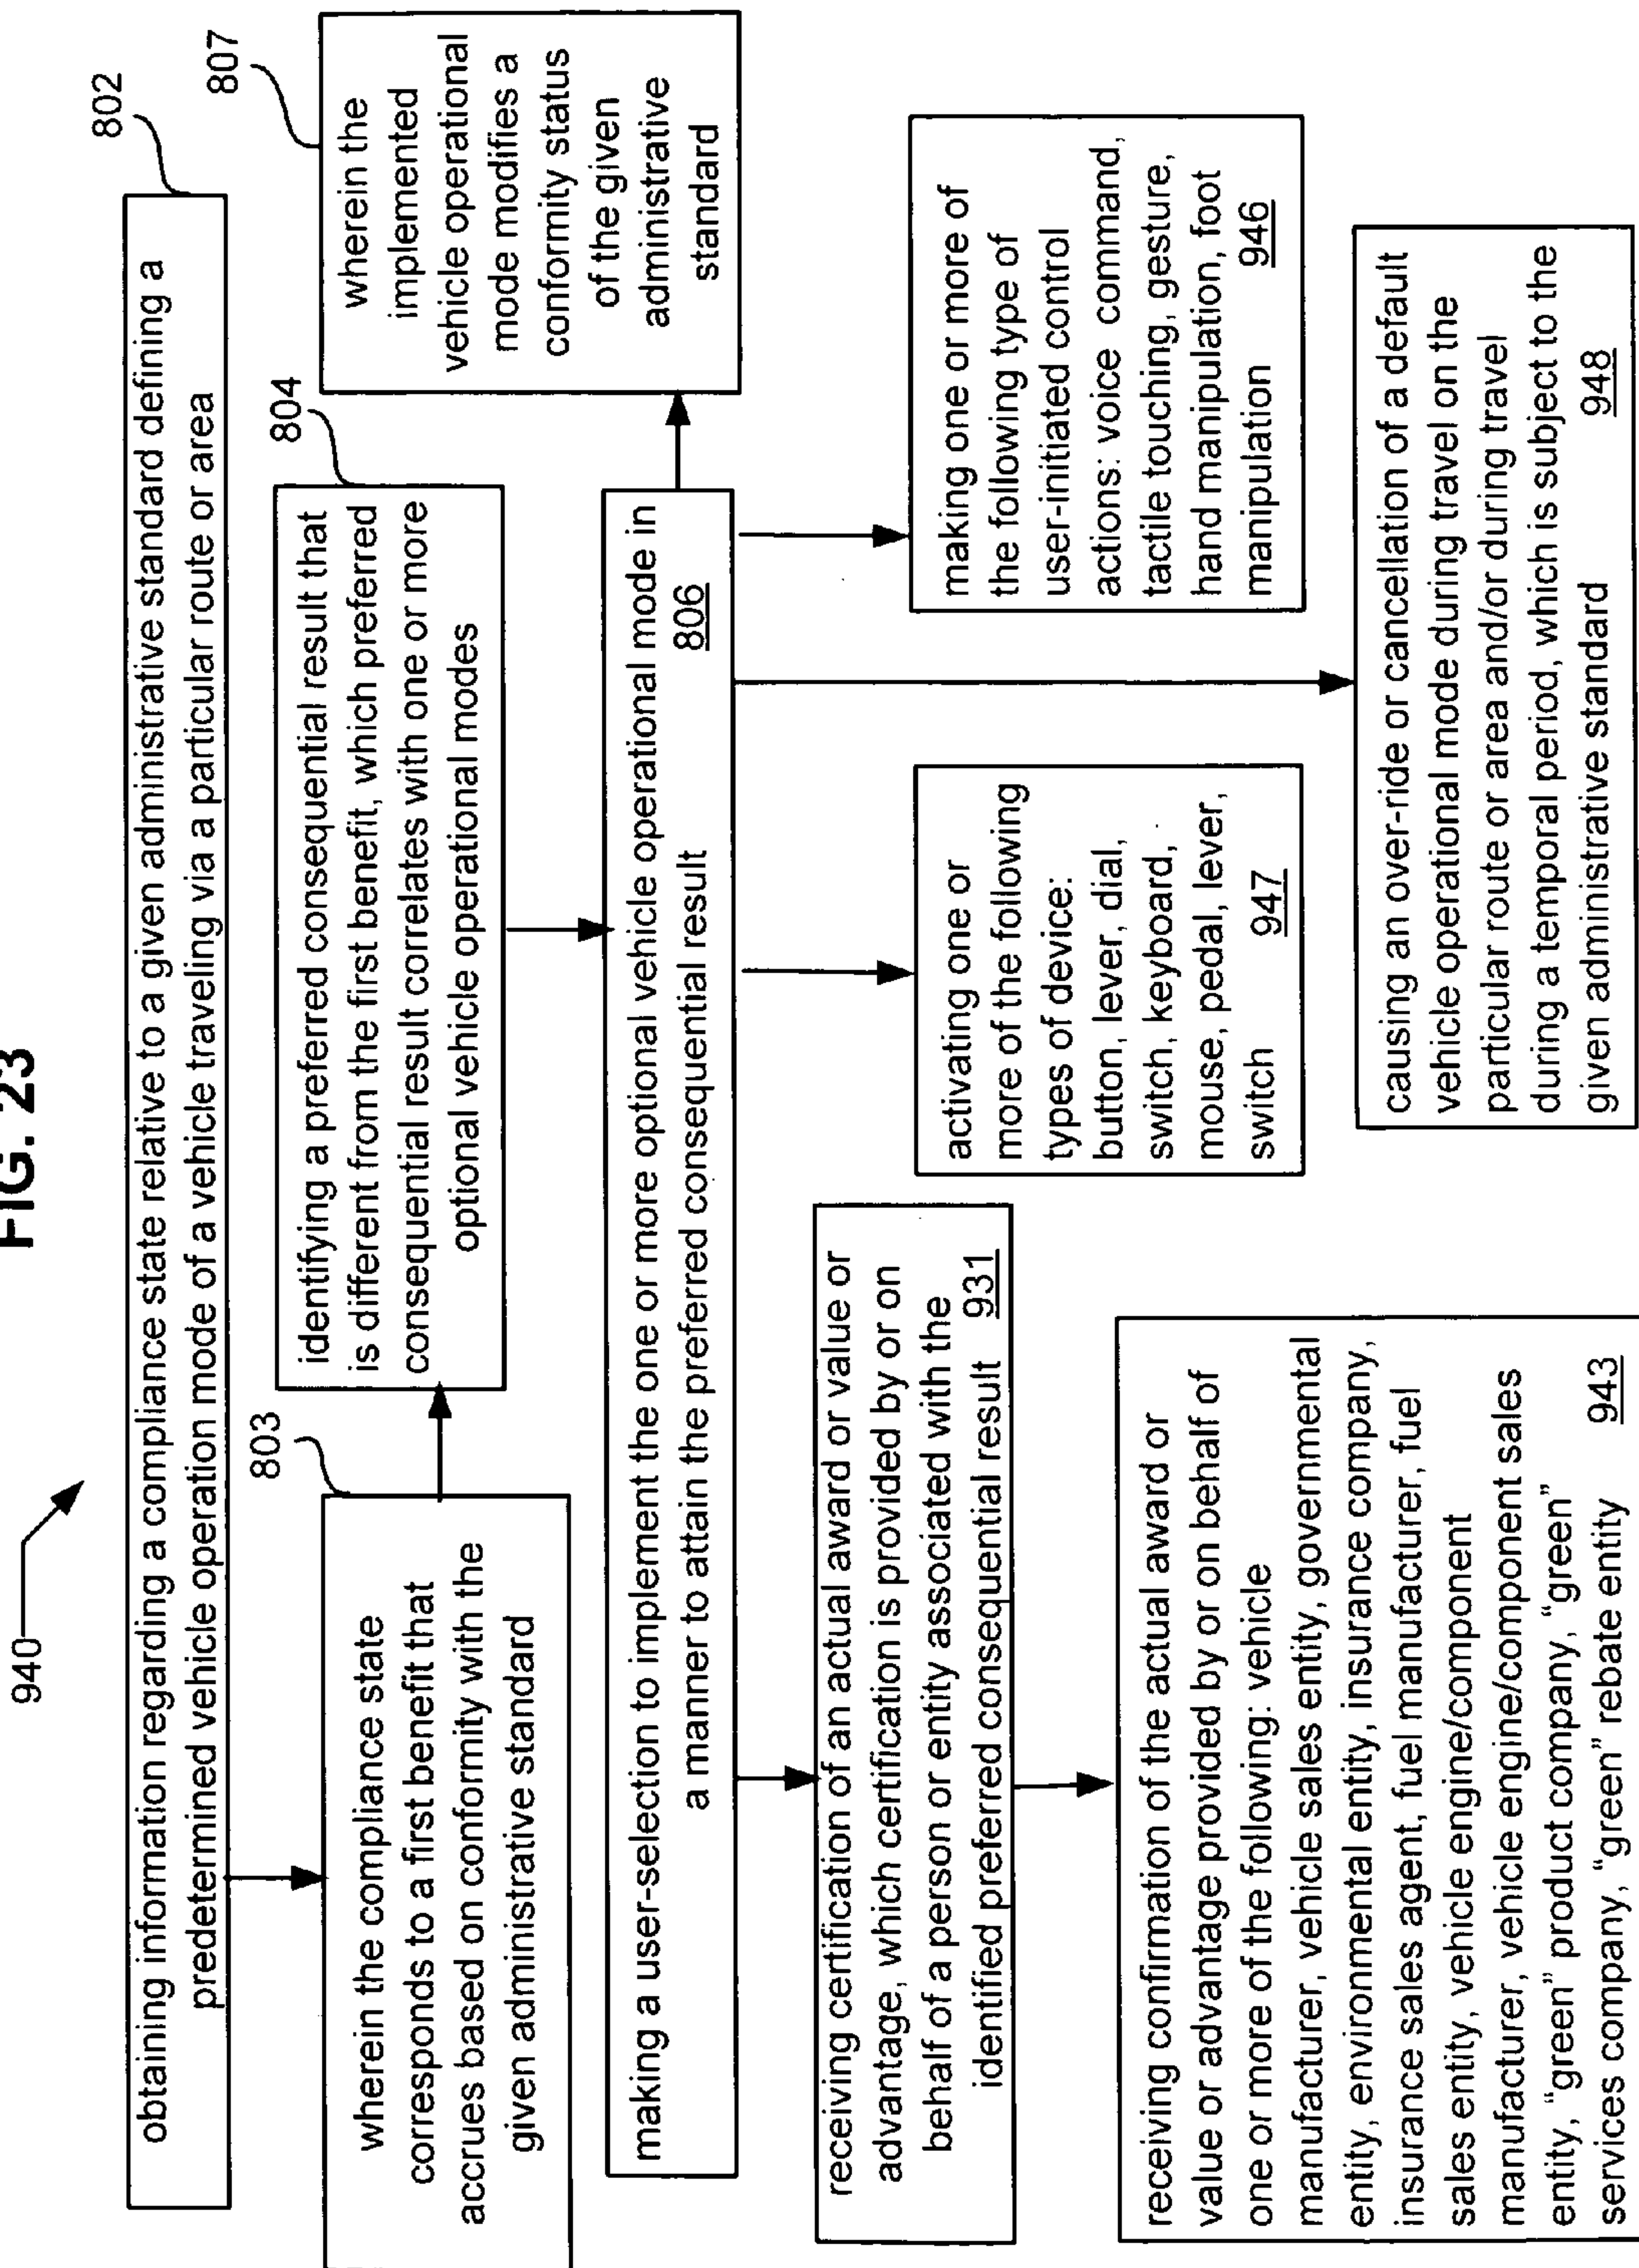 FIG. 23
940
802
obtaining information regarding a compliance state relative to a given administrative standard defining a
predetermined vehicle operation mode of a vehicle traveling via a particular route or area
803
wherein the compliance state
corresponds to a first benefit that
accrues based on conformity with the
given administrative standard
804
identifying a preferred consequential result that
is different from the first benefit, which preferred
consequential result correlates with one or more
optional vehicle operational modes
807
wherein the
implemented
vehicle operational
mode modifies a
conformity status
of the given
administrative
standard
making a user-selection to implement the one or more optional vehicle operational mode in
a manner to attain the preferred consequential result 806
receiving certification of an actual award or value or
advantage, which certification is provided by or on
behalf of a person or entity associated with the
identified preferred consequential result 931
activating one or
more of the following
types of device:
button, lever, dial,
switch, keyboard,
mouse, pedal, lever,
switch 947
making one or more of
the following type of
user-initiated control
actions: voice command,
tactile touching, gesture,
hand manipulation, foot
manipulation 946
receiving confirmation of the actual award or
value or advantage provided by or on behalf of
one or more of the following: vehicle
manufacturer, vehicle sales entity, governmental
entity, environmental entity, insurance company,
insurance sales agent, fuel manufacturer, fuel
sales entity, vehicle engine/component
manufacturer, vehicle engine/component sales
entity, “green” product company, “green”
services company, “green” rebate entity 943
causing an over-ride or cancellation of a default
vehicle operational mode during travel on the
particular route or area and/or during travel
during a temporal period, which is subject to the
given administrative standard 948